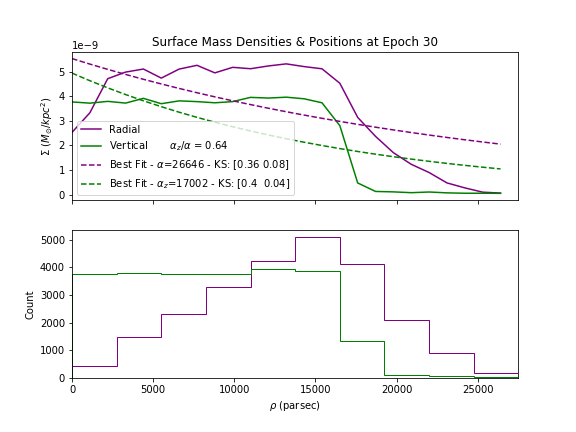 Surface Mass Densities & Positions at Epoch 30
1e−9
5
4
3
2
1
0
Σ (M⊙/kpc²)
Radial
Vertical αz/α = 0.64
Best Fit - α=26646 - KS: [0.36 0.08]
Best Fit - αz=17002 - KS: [0.4 0.04]
5000
4000
3000
2000
1000
0
Count
0 5000 10000 15000 20000 25000
ρ (parsec)